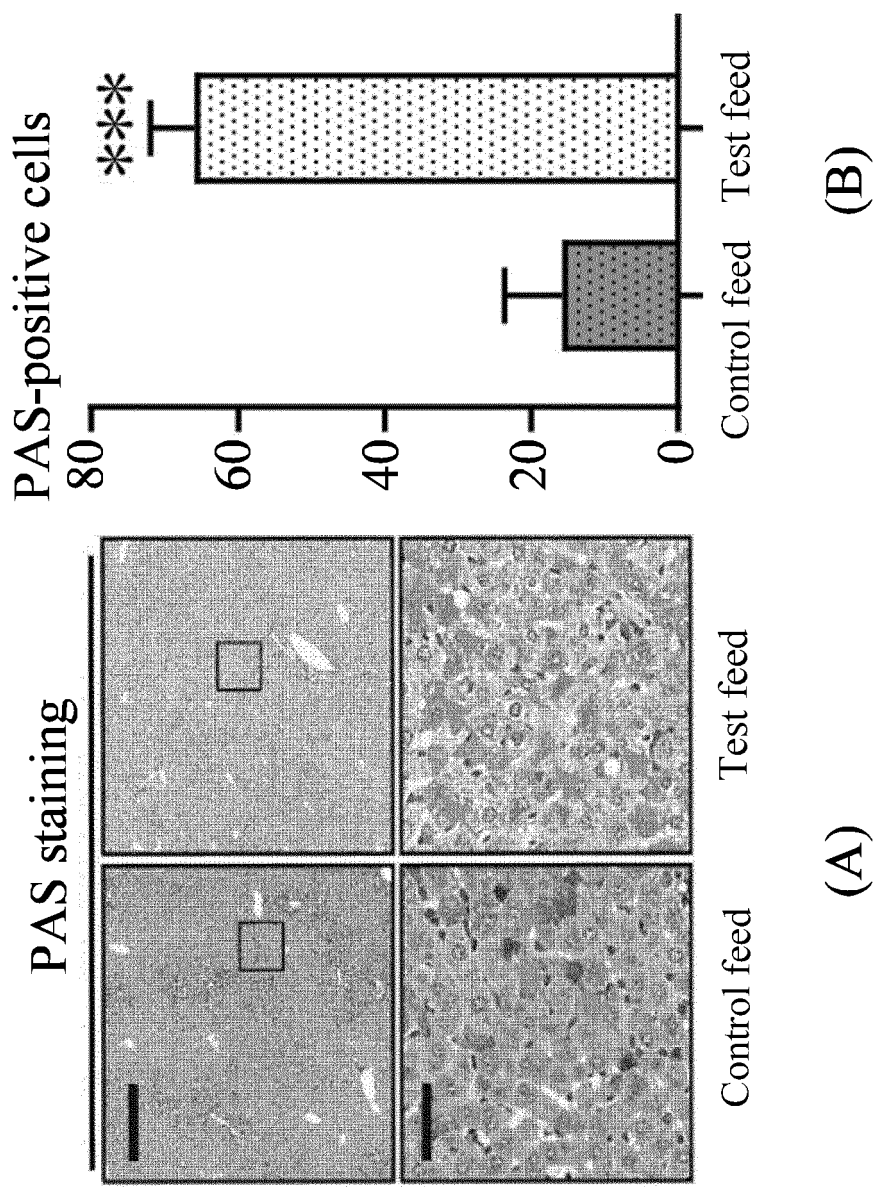 PAS staining
Control feed
Test feed
(A)
PAS-positive cells
80
60
40
20
0
***
Control feed
Test feed
(B)